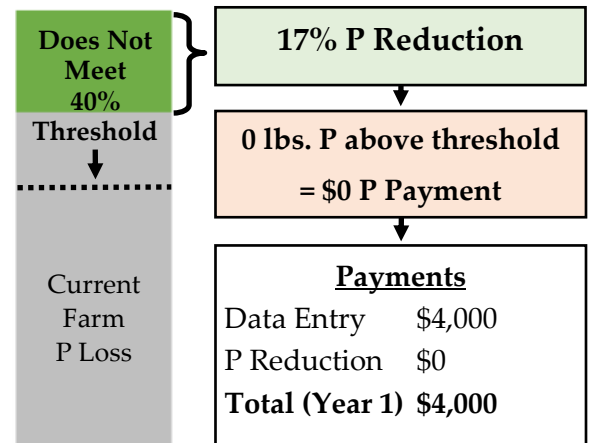 Does Not
Meet
40%
Threshold
Current
Farm
P Loss
17% P Reduction
0 lbs. P above threshold
= $0 P Payment
Payments
Data Entry $4,000
P Reduction $0
Total (Year 1) $4,000